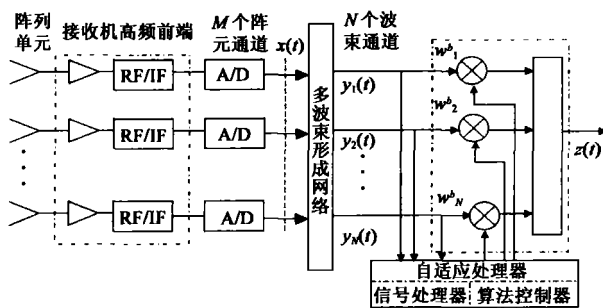 阵列
单元
接收机高频前端
M个阵
元通道
x(t)
N个波
束通道
RF/IF
A/D
y₁(t)
w^b₁
RF/IF
A/D
y₂(t)
w^b₂
多波束形成网络
z(t)
RF/IF
A/D
y_N(t)
w^b_N
自适应处理器
信号处理器
算法控制器